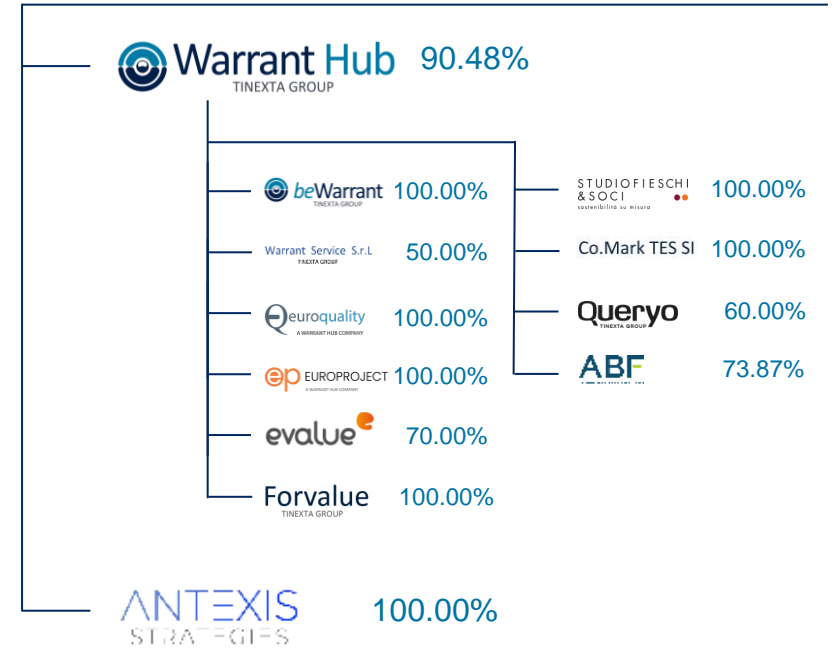 Warrant Hub 90.48%
TINEXTA GROUP
beWarrant 100.00%
TINEXTA GROUP
Warrant Service S.r.L 50.00%
TINEXTA GROUP
euroquality 100.00%
A WARRANT HUB COMPANY
ep EUROPROJECT 100.00%
A WARRANT HUB COMPANY
evalue 70.00%
Forvalue 100.00%
TINEXTA GROUP
STUDIOFIESCHI 100.00%
&SOCI
sostenibilità su misura
Co.Mark TES SI 100.00%
Queryo 60.00%
TINEXTA GROUP
ABF 73.87%
ANTEXIS 100.00%
STRATEGIES